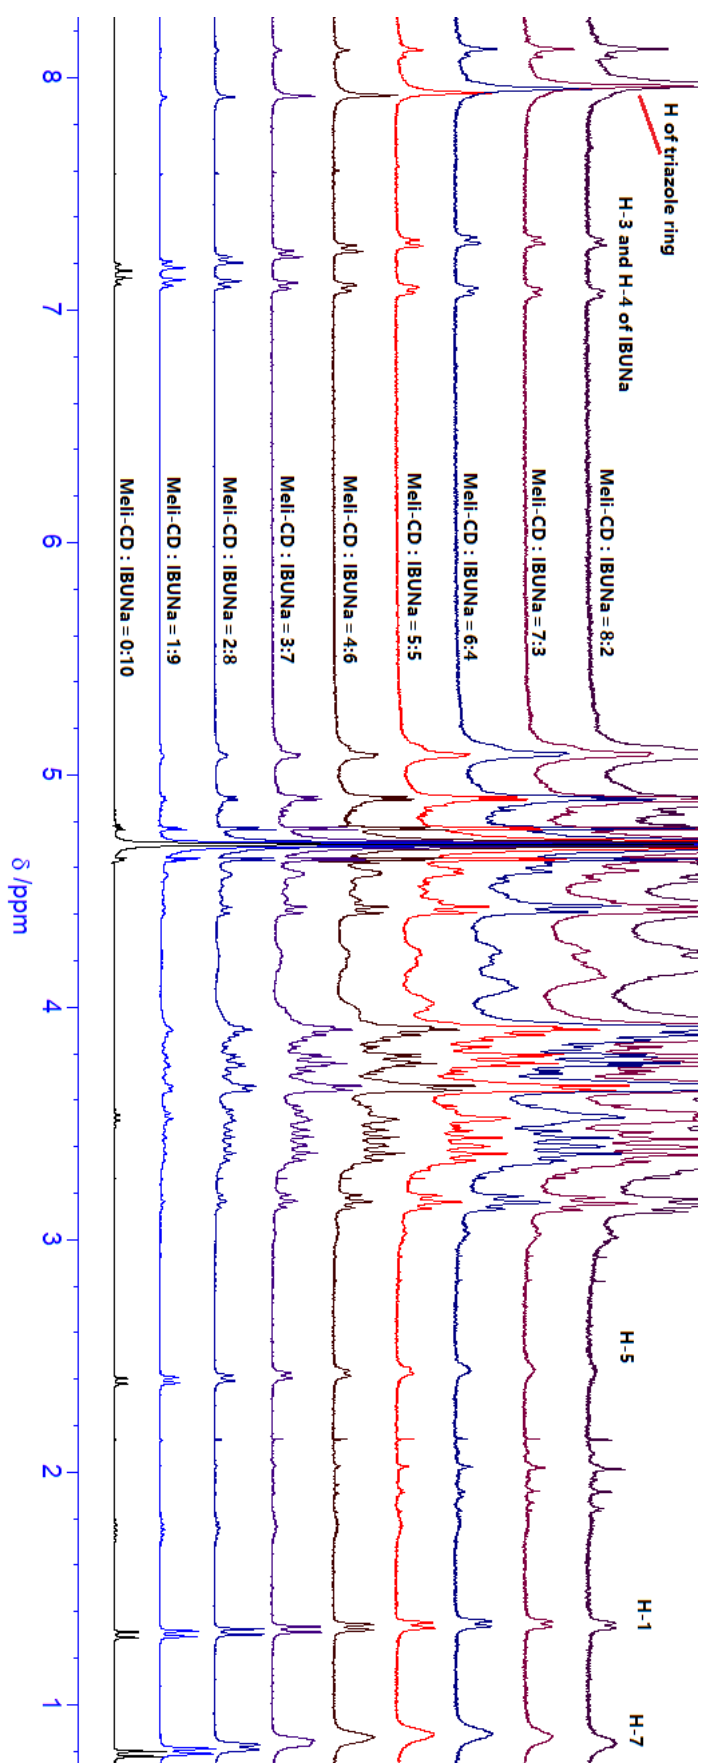 H of triazole ring
H-3 and H-4 of IBUNa
H-5
H-1
H-7
Meli-CD : IBUNa = 8:2
Meli-CD : IBUNa = 7:3
Meli-CD : IBUNa = 6:4
Meli-CD : IBUNa = 5:5
Meli-CD : IBUNa = 4:6
Meli-CD : IBUNa = 3:7
Meli-CD : IBUNa = 2:8
Meli-CD : IBUNa = 1:9
Meli-CD : IBUNa = 0:10
8 7 6 5 4 3 2 1
δ /ppm